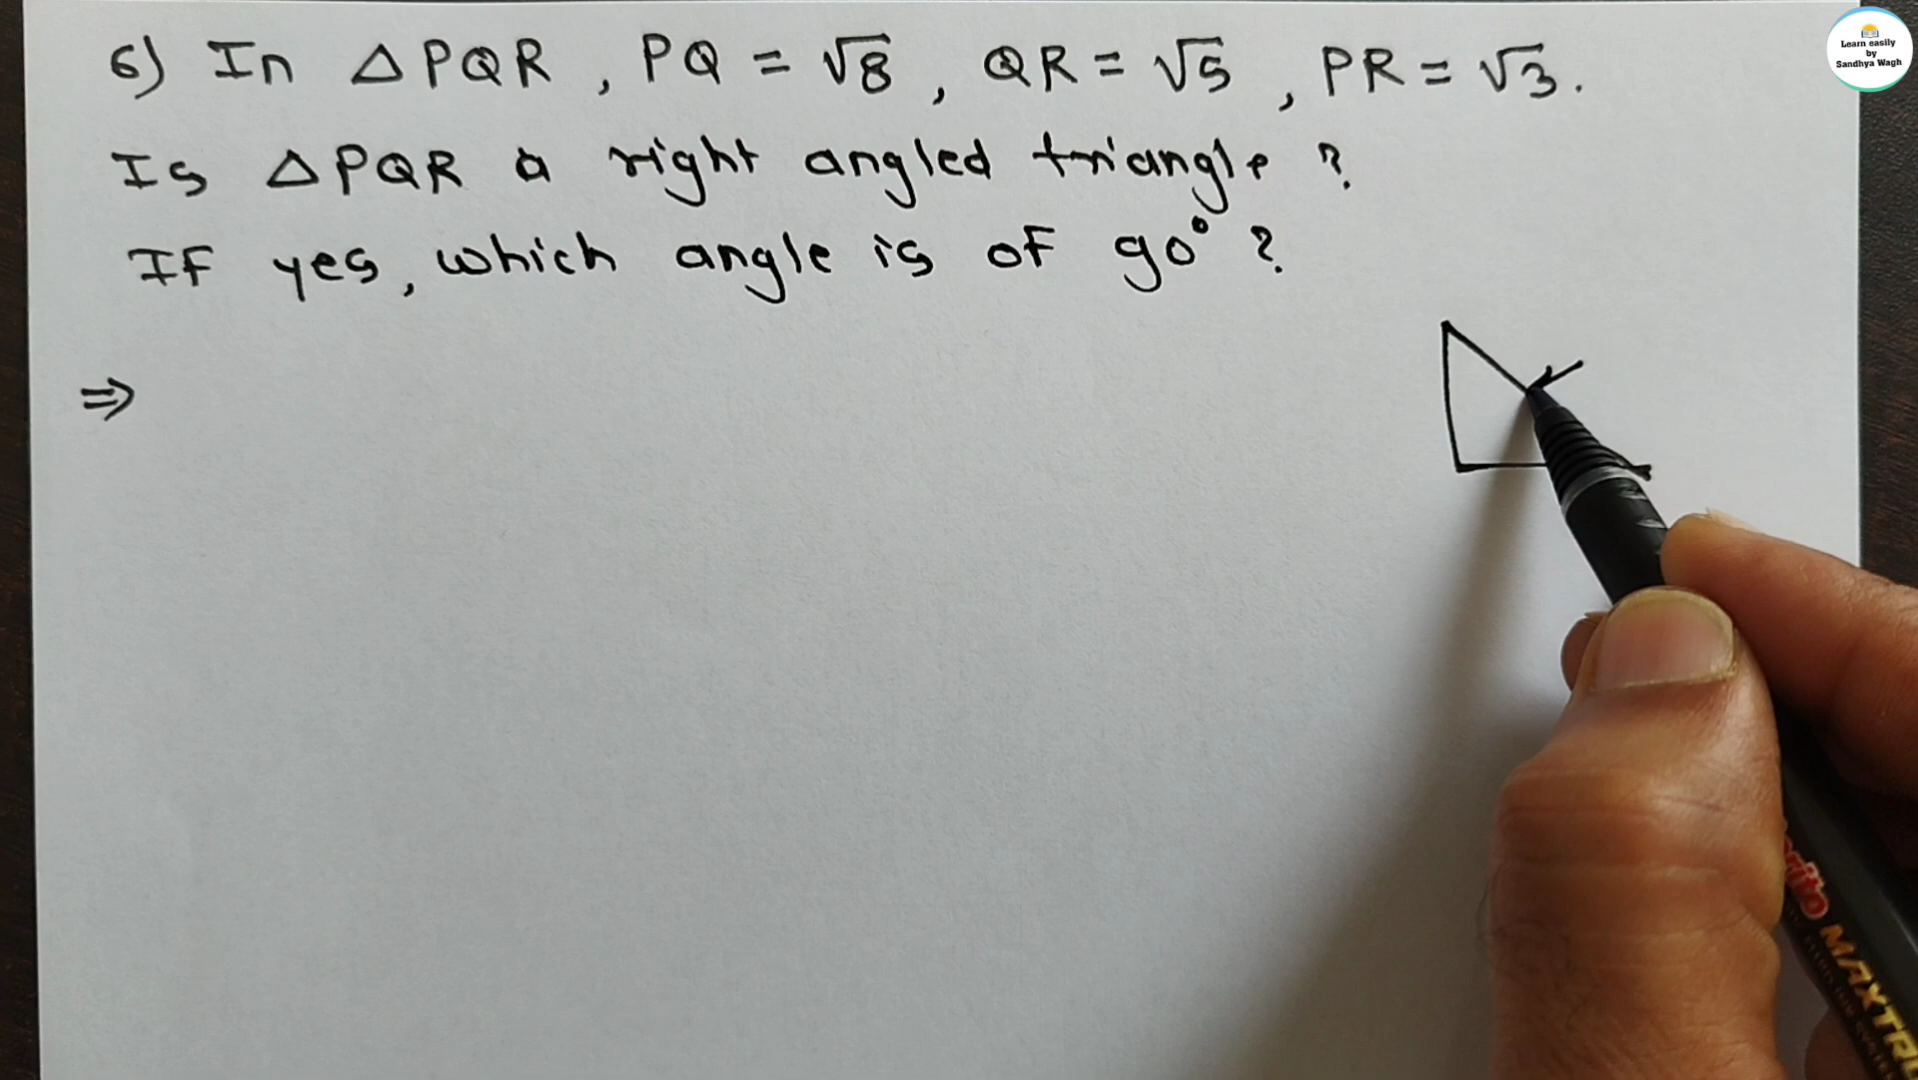 6) In △PQR, PQ = √8, QR = √5, PR = √3.
Is △PQR a right angled triangle?
If yes, which angle is of 90°?
⇒
Learn easily
by
Sandhya Wagh
MAXTR